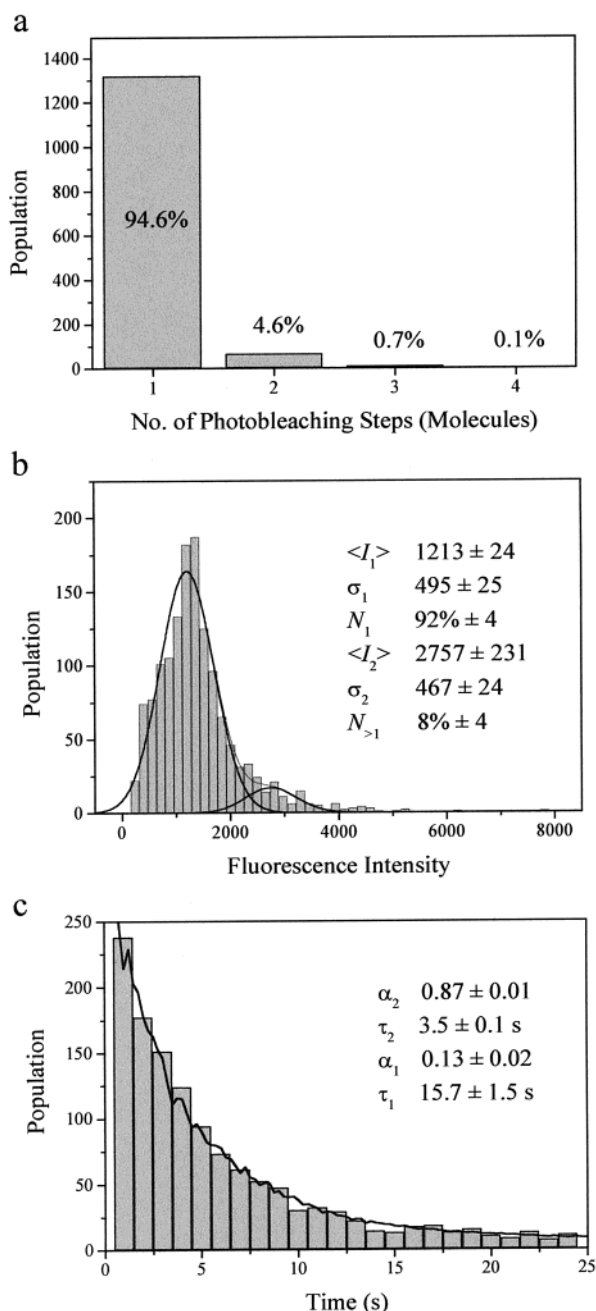 a
1400
1200
1000
800
600
400
200
0
Population
94.6%
4.6%
0.7%
0.1%
1 2 3 4
No. of Photobleaching Steps (Molecules)
b
200
150
100
50
0
Population
<I₁> 1213 ± 24
σ₁ 495 ± 25
N₁ 92% ± 4
<I₂> 2757 ± 231
σ₂ 467 ± 24
N>₁ 8% ± 4
0 2000 4000 6000 8000
Fluorescence Intensity
c
250
200
150
100
50
0
Population
α₂ 0.87 ± 0.01
τ₂ 3.5 ± 0.1 s
α₁ 0.13 ± 0.02
τ₁ 15.7 ± 1.5 s
0 5 10 15 20 25
Time (s)